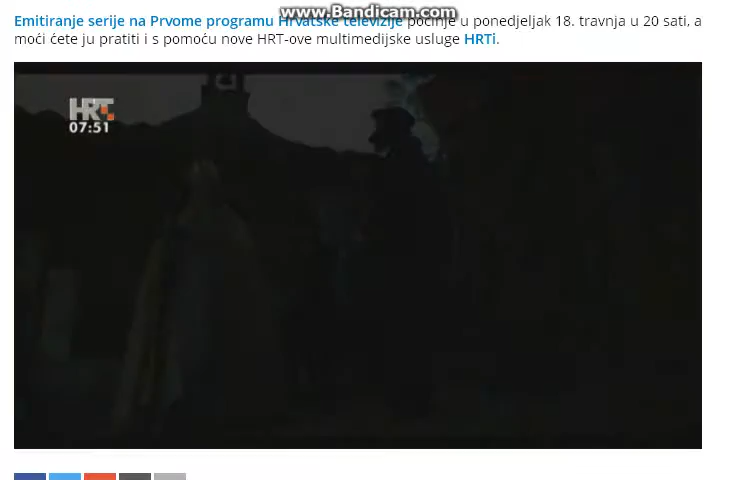 www.Bandicam.com
Emitiranje serije na Prvome programu Hrvatske televizije počinje u ponedjeljak 18. travnja u 20 sati, a
moći ćete ju pratiti i s pomoću nove HRT-ove multimedijske usluge HRTi.
HRT
07:51